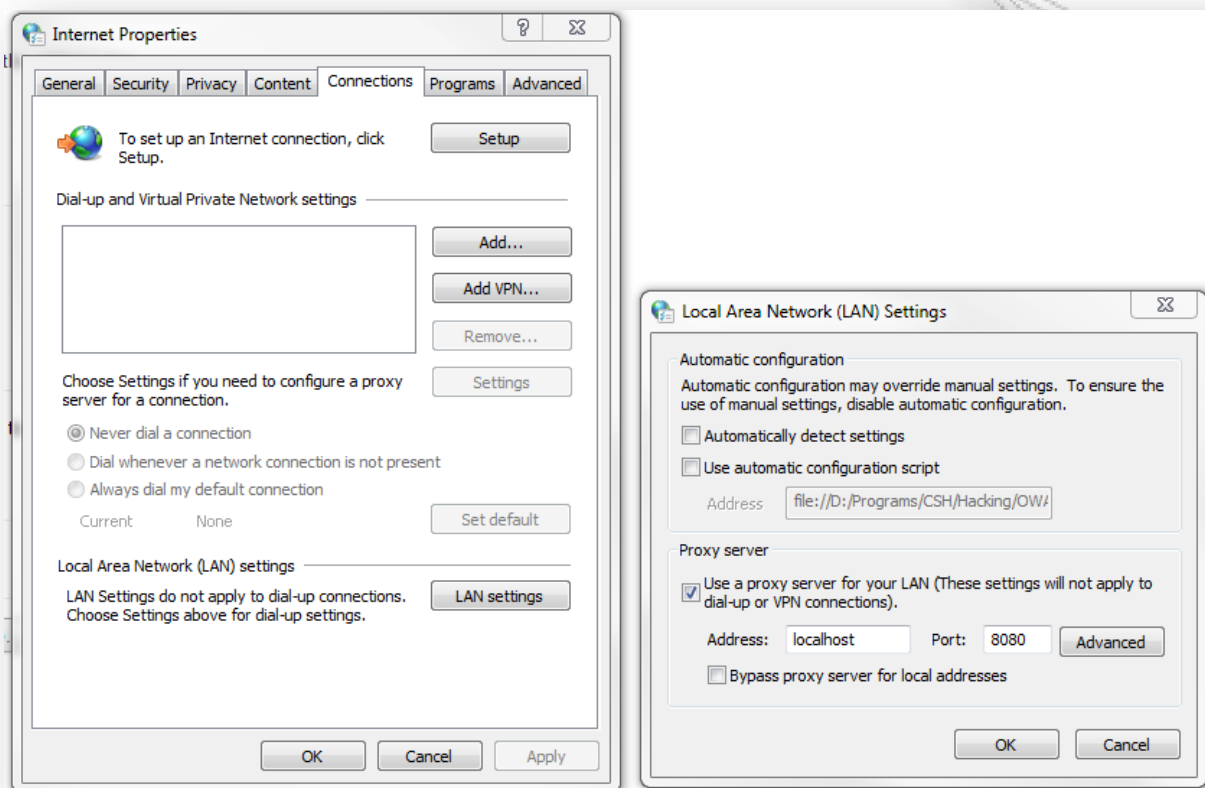 Internet Properties
General Security Privacy Content Connections Programs Advanced
To set up an Internet connection, click
Setup.
Setup
Dial-up and Virtual Private Network settings
Add...
Add VPN...
Remove...
Choose Settings if you need to configure a proxy
server for a connection.
Settings
Never dial a connection
Dial whenever a network connection is not present
Always dial my default connection
Current None
Set default
Local Area Network (LAN) settings
LAN Settings do not apply to dial-up connections.
Choose Settings above for dial-up settings.
LAN settings
OK Cancel Apply
Local Area Network (LAN) Settings
Automatic configuration
Automatic configuration may override manual settings. To ensure the
use of manual settings, disable automatic configuration.
Automatically detect settings
Use automatic configuration script
Address file://D:/Programs/CSH/Hacking/OWA
Proxy server
Use a proxy server for your LAN (These settings will not apply to
dial-up or VPN connections).
Address: localhost Port: 8080 Advanced
Bypass proxy server for local addresses
OK Cancel